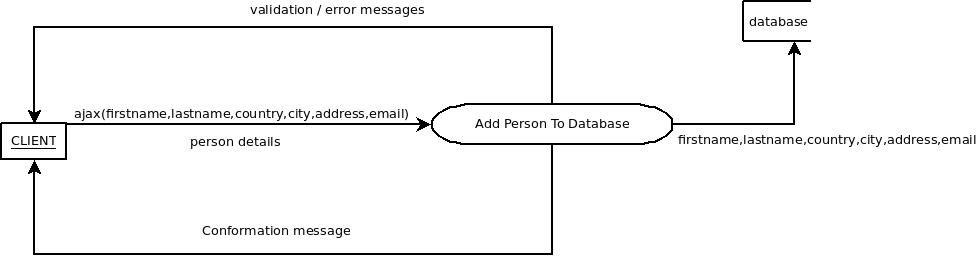 validation / error messages
database
ajax(firstname,lastname,country,city,address,email)
CLIENT
Add Person To Database
person details
firstname,lastname,country,city,address,email
Conformation message